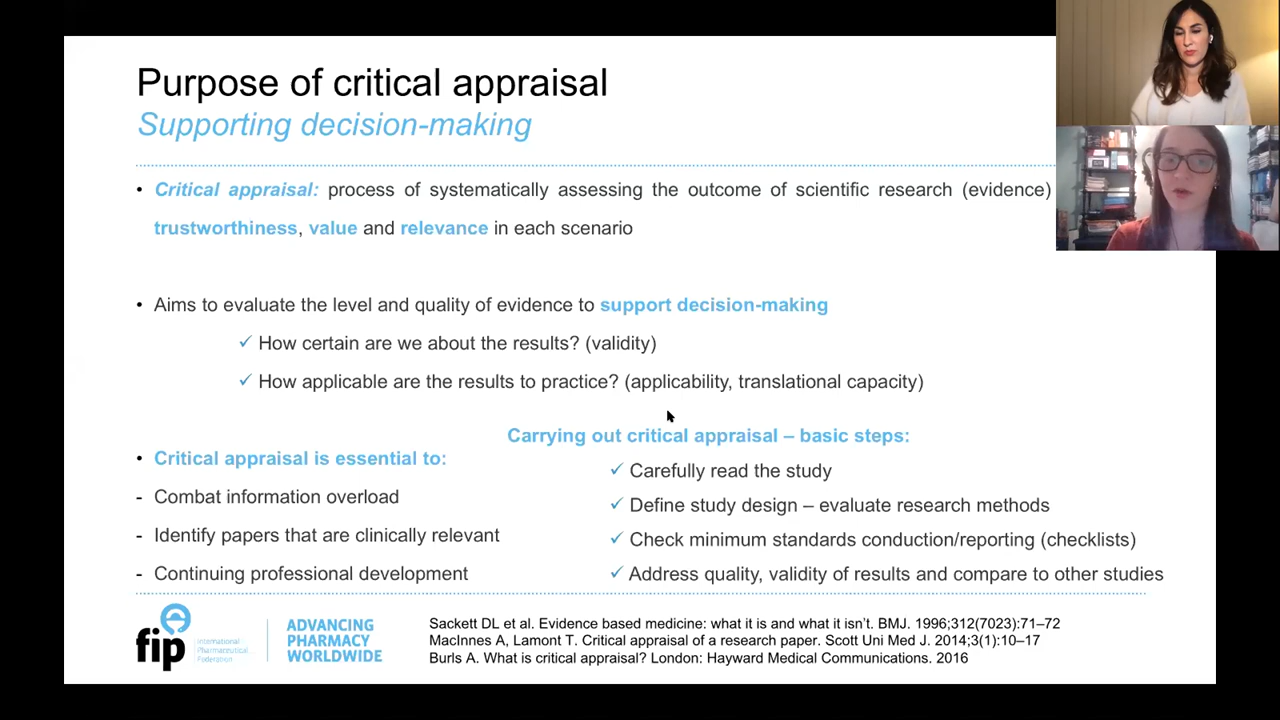 Purpose of critical appraisal
Supporting decision-making
• Critical appraisal: process of systematically assessing the outcome of scientific research (evidence)
trustworthiness, value and relevance in each scenario
• Aims to evaluate the level and quality of evidence to support decision-making
✓ How certain are we about the results? (validity)
✓ How applicable are the results to practice? (applicability, translational capacity)
• Critical appraisal is essential to:
- Combat information overload
- Identify papers that are clinically relevant
- Continuing professional development
Carrying out critical appraisal – basic steps:
✓ Carefully read the study
✓ Define study design – evaluate research methods
✓ Check minimum standards conduction/reporting (checklists)
✓ Address quality, validity of results and compare to other studies
fip
International
Pharmaceutical
Federation
ADVANCING
PHARMACY
WORLDWIDE
Sackett DL et al. Evidence based medicine: what it is and what it isn’t. BMJ. 1996;312(7023):71–72
MacInnes A, Lamont T. Critical appraisal of a research paper. Scott Uni Med J. 2014;3(1):10–17
Burls A. What is critical appraisal? London: Hayward Medical Communications. 2016